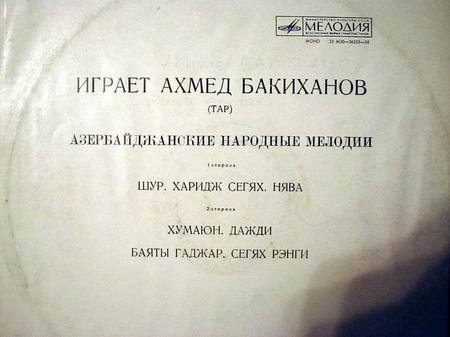 МЕЛОДИЯ
МОНО
ИГРАЕТ АХМЕД БАКИХАНОВ
(ТАР)
АЗЕРБАЙДЖАНСКИЕ НАРОДНЫЕ МЕЛОДИИ
1 сторона
ШУР. ХАРИДЖ СЕГЯХ. НЯВА
2 сторона
ХУМАЮН. ДАЖДИ
БАЯТЫ ГАДЖАР. СЕГЯХ РЭНГИ